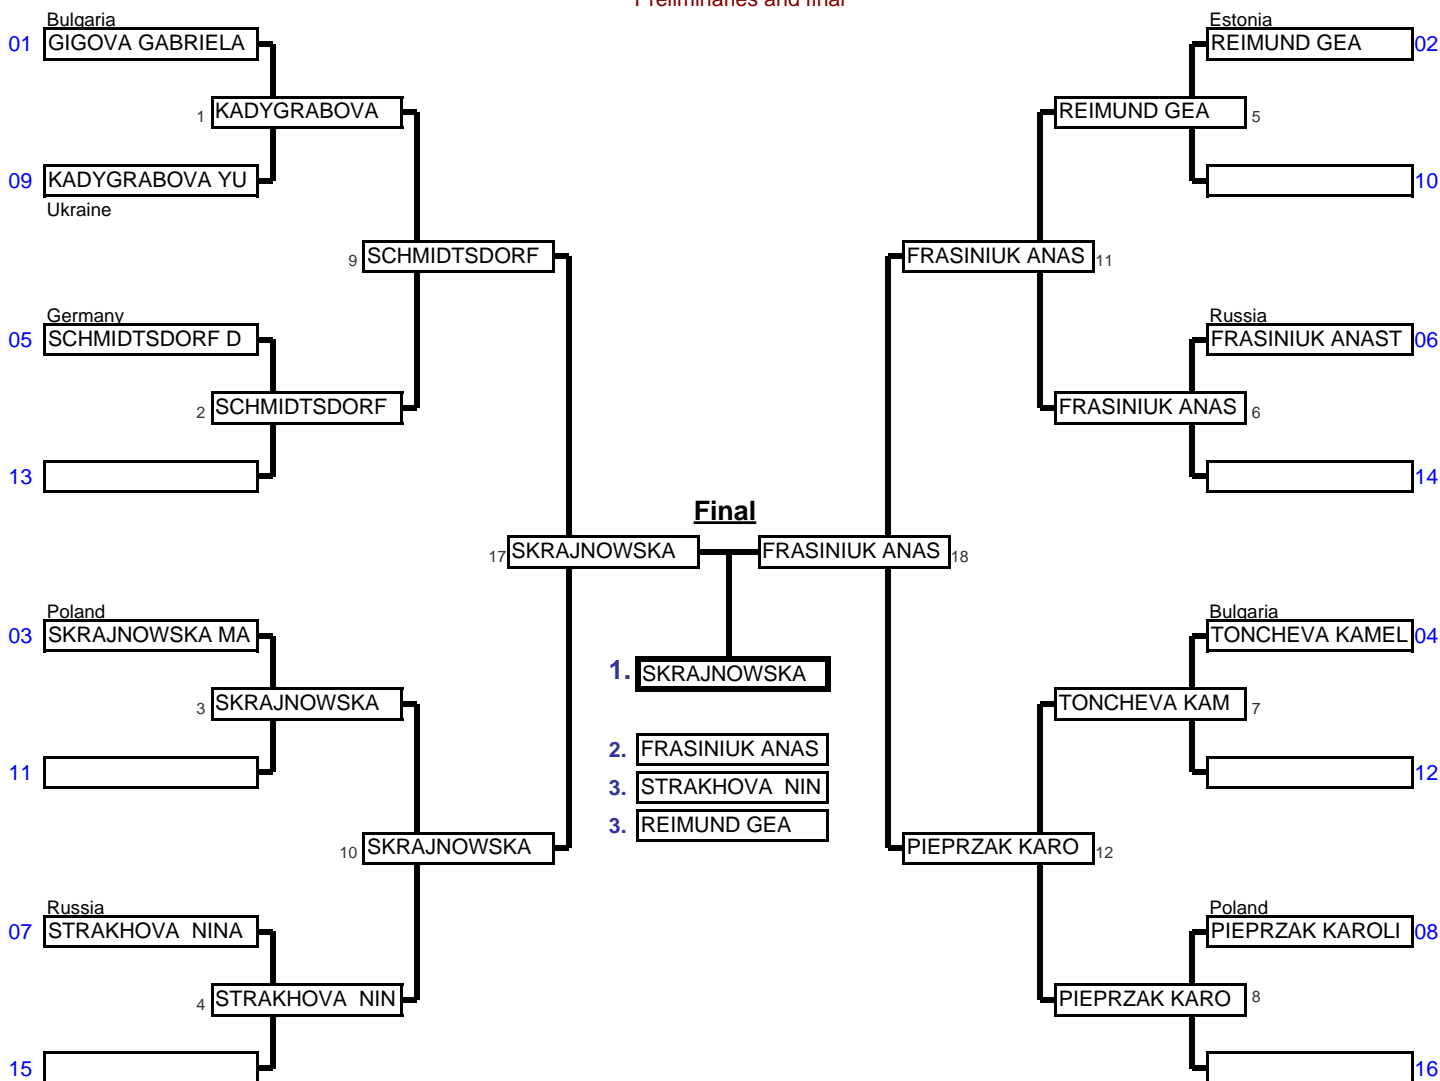 Preliminaries and final
Bulgaria
01 GIGOVA GABRIELA
1 KADYGRABOVA
09 KADYGRABOVA YU
Ukraine
9 SCHMIDTSDORF
Germany
05 SCHMIDTSDORF D
2 SCHMIDTSDORF
13
17 SKRAJNOWSKA
Poland
03 SKRAJNOWSKA MA
3 SKRAJNOWSKA
11
10 SKRAJNOWSKA
Russia
07 STRAKHOVA  NINA
4 STRAKHOVA  NIN
15
Final
1. SKRAJNOWSKA
2. FRASINIUK ANAS
3. STRAKHOVA  NIN
3. REIMUND GEA
Estonia
REIMUND GEA 02
REIMUND GEA 5
10
FRASINIUK ANAS 11
Russia
FRASINIUK ANAST 06
FRASINIUK ANAS 6
14
FRASINIUK ANAS 18
Bulgaria
TONCHEVA KAMEL 04
TONCHEVA KAM 7
12
PIEPRZAK KARO 12
Poland
PIEPRZAK KAROLI 08
PIEPRZAK KARO 8
16